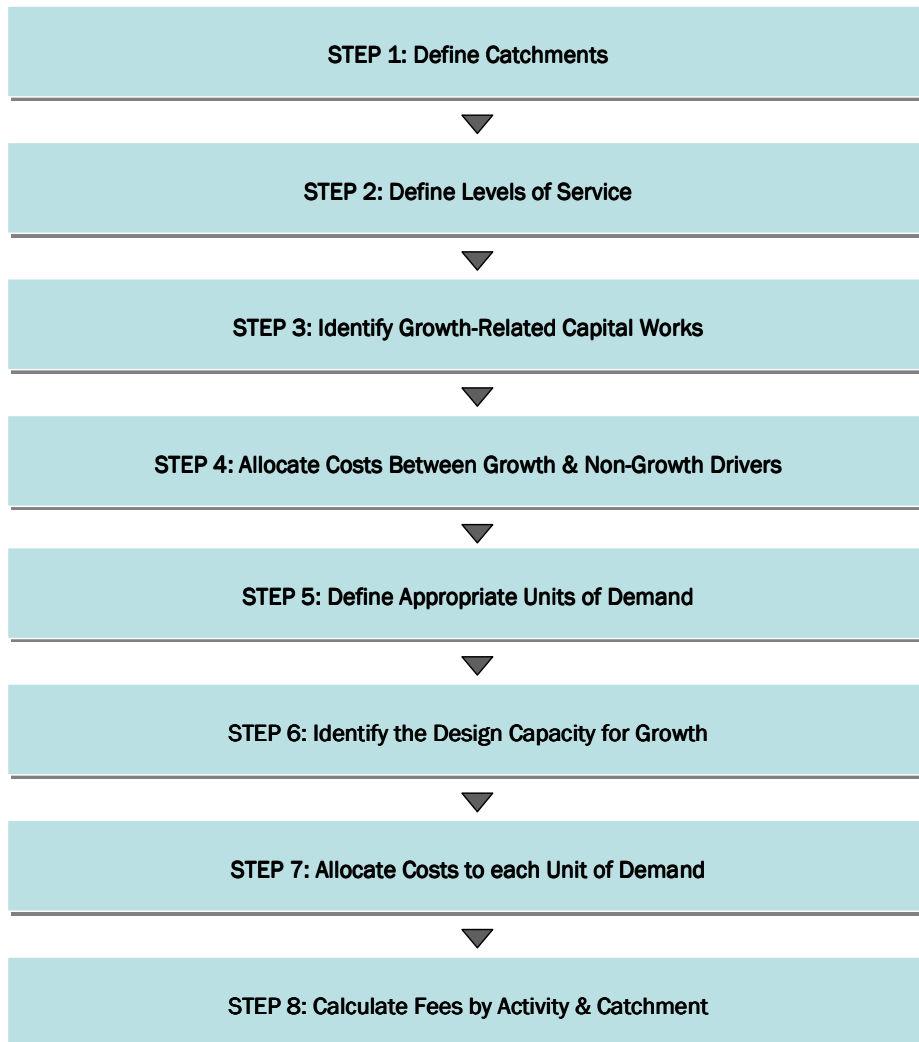 STEP 1: Define Catchments
STEP 2: Define Levels of Service
STEP 3: Identify Growth-Related Capital Works
STEP 4: Allocate Costs Between Growth & Non-Growth Drivers
STEP 5: Define Appropriate Units of Demand
STEP 6: Identify the Design Capacity for Growth
STEP 7: Allocate Costs to each Unit of Demand
STEP 8: Calculate Fees by Activity & Catchment